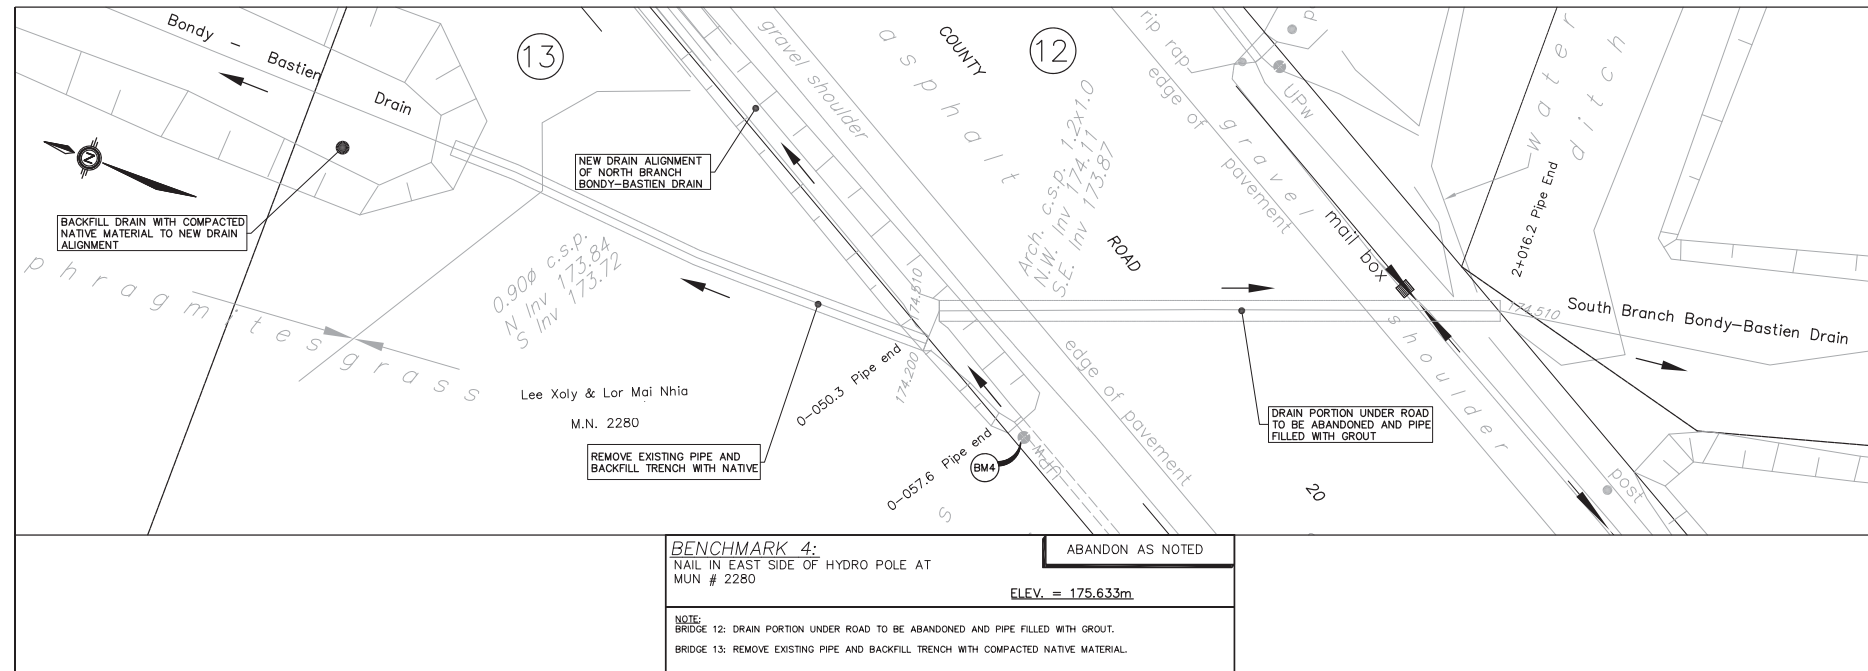 Bondy - Bastien Drain
13
12
COUNTY
ROAD
20
gravel shoulder
asphalt
rip rap
edge of pavement
gravel shoulder
UPw
p
water
ditch
mail box
Arch. c.s.p. 1.2x1.0
N.W. Inv 174.11
S.E. Inv 173.87
NEW DRAIN ALIGNMENT
OF NORTH BRANCH
BONDY-BASTIEN DRAIN
N
BACKFILL DRAIN WITH COMPACTED
NATIVE MATERIAL TO NEW DRAIN
ALIGNMENT
phragmites grass
0.90ø c.s.p.
N Inv 173.84
S Inv 173.72
Lee Xoly & Lor Mai Nhia
M.N. 2280
REMOVE EXISTING PIPE AND
BACKFILL TRENCH WITH NATIVE
174.510
174.200
0-050.3 Pipe end
0-057.6 Pipe end
BM4
UPw
S
edge of pavement
2+016.2 Pipe End
174.510
South Branch Bondy-Bastien Drain
DRAIN PORTION UNDER ROAD
TO BE ABANDONED AND PIPE
FILLED WITH GROUT
post
BENCHMARK 4:
NAIL IN EAST SIDE OF HYDRO POLE AT
MUN # 2280
ELEV. = 175.633m
ABANDON AS NOTED
NOTE:
BRIDGE 12: DRAIN PORTION UNDER ROAD TO BE ABANDONED AND PIPE FILLED WITH GROUT.
BRIDGE 13: REMOVE EXISTING PIPE AND BACKFILL TRENCH WITH COMPACTED NATIVE MATERIAL.